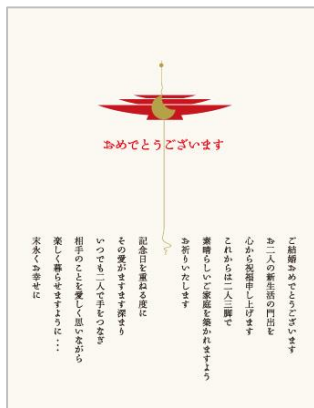 おめでとうございます
ご結婚おめでとうございます
お二人の新生活の門出を
心から祝福申し上げます
これからは二人三脚で
素晴らしいご家庭を築かれますよう
お祈りいたします
記念日を重ねる度に
その愛がますます深まり
いつでも二人で手をつなぎ
相手のことを愛しく思いながら
楽しく暮らせますように・・・
末永くお幸せに